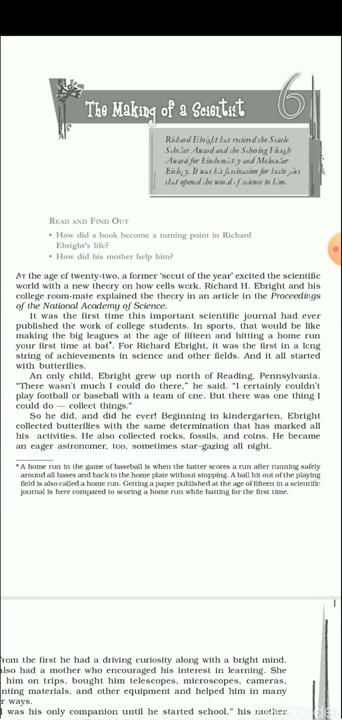 The Making of a Scientist
6
Richard Ebright has recieved the Searle
Scholar Award and the Schering Plough
Award for Biochemistry and Molecular
Biology. It was his fascination for butterflies
that opened the world of science to him.
READ AND FIND OUT
• How did a book become a turning point in Richard
Ebright's life?
• How did his mother help him?
AT the age of twenty-two, a former 'scout of the year' excited the scientific
world with a new theory on how cells work. Richard H. Ebright and his
college room-mate explained the theory in an article in the Proceedings
of the National Academy of Science.
It was the first time this important scientific journal had ever
published the work of college students. In sports, that would be like
making the big leagues at the age of fifteen and hitting a home run
your first time at bat*. For Richard Ebright, it was the first in a long
string of achievements in science and other fields. And it all started
with butterflies.
An only child, Ebright grew up north of Reading, Pennsylvania.
"There wasn't much I could do there," he said. "I certainly couldn't
play football or baseball with a team of one. But there was one thing I
could do — collect things."
So he did, and did he ever! Beginning in kindergarten, Ebright
collected butterflies with the same determination that has marked all
his activities. He also collected rocks, fossils, and coins. He became
an eager astronomer, too, sometimes star-gazing all night.
* A home run in the game of baseball is when the batter scores a run after running safely
around all bases and back to the home plate without stopping. A ball hit out of the playing
field is also called a home run. Getting a paper published at the age of fifteen in a scientific
journal is here compared to scoring a home run while batting for the first time.
From the first he had a driving curiosity along with a bright mind.
also had a mother who encouraged his interest in learning. She
him on trips, bought him telescopes, microscopes, cameras,
nting materials, and other equipment and helped him in many
r ways.
I was his only companion until he started school," his mother